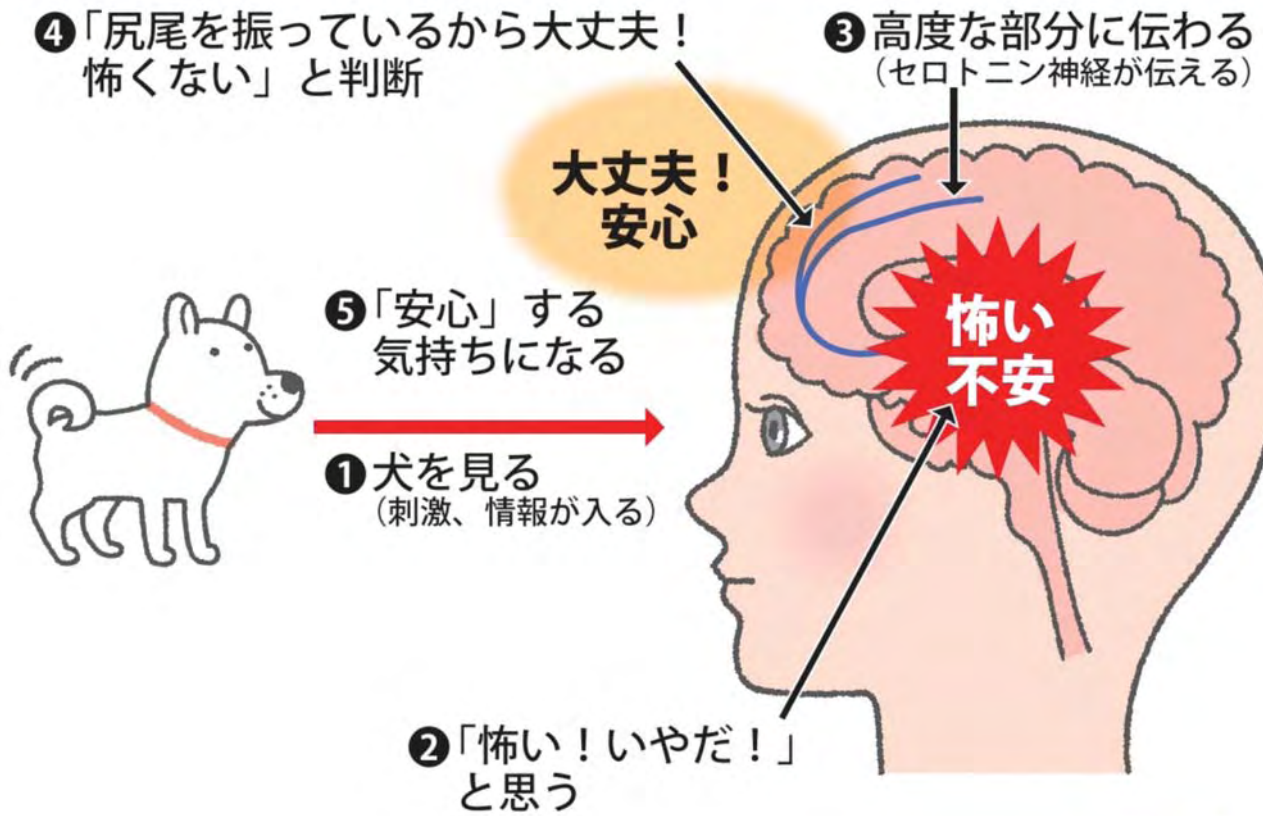 ❹「尻尾を振っているから大丈夫！
怖くない」と判断
❸高度な部分に伝わる
（セロトニン神経が伝える）
大丈夫！
安心
❺「安心」する
気持ちになる
怖い
不安
❶犬を見る
（刺激、情報が入る）
❷「怖い！いやだ！」
と思う